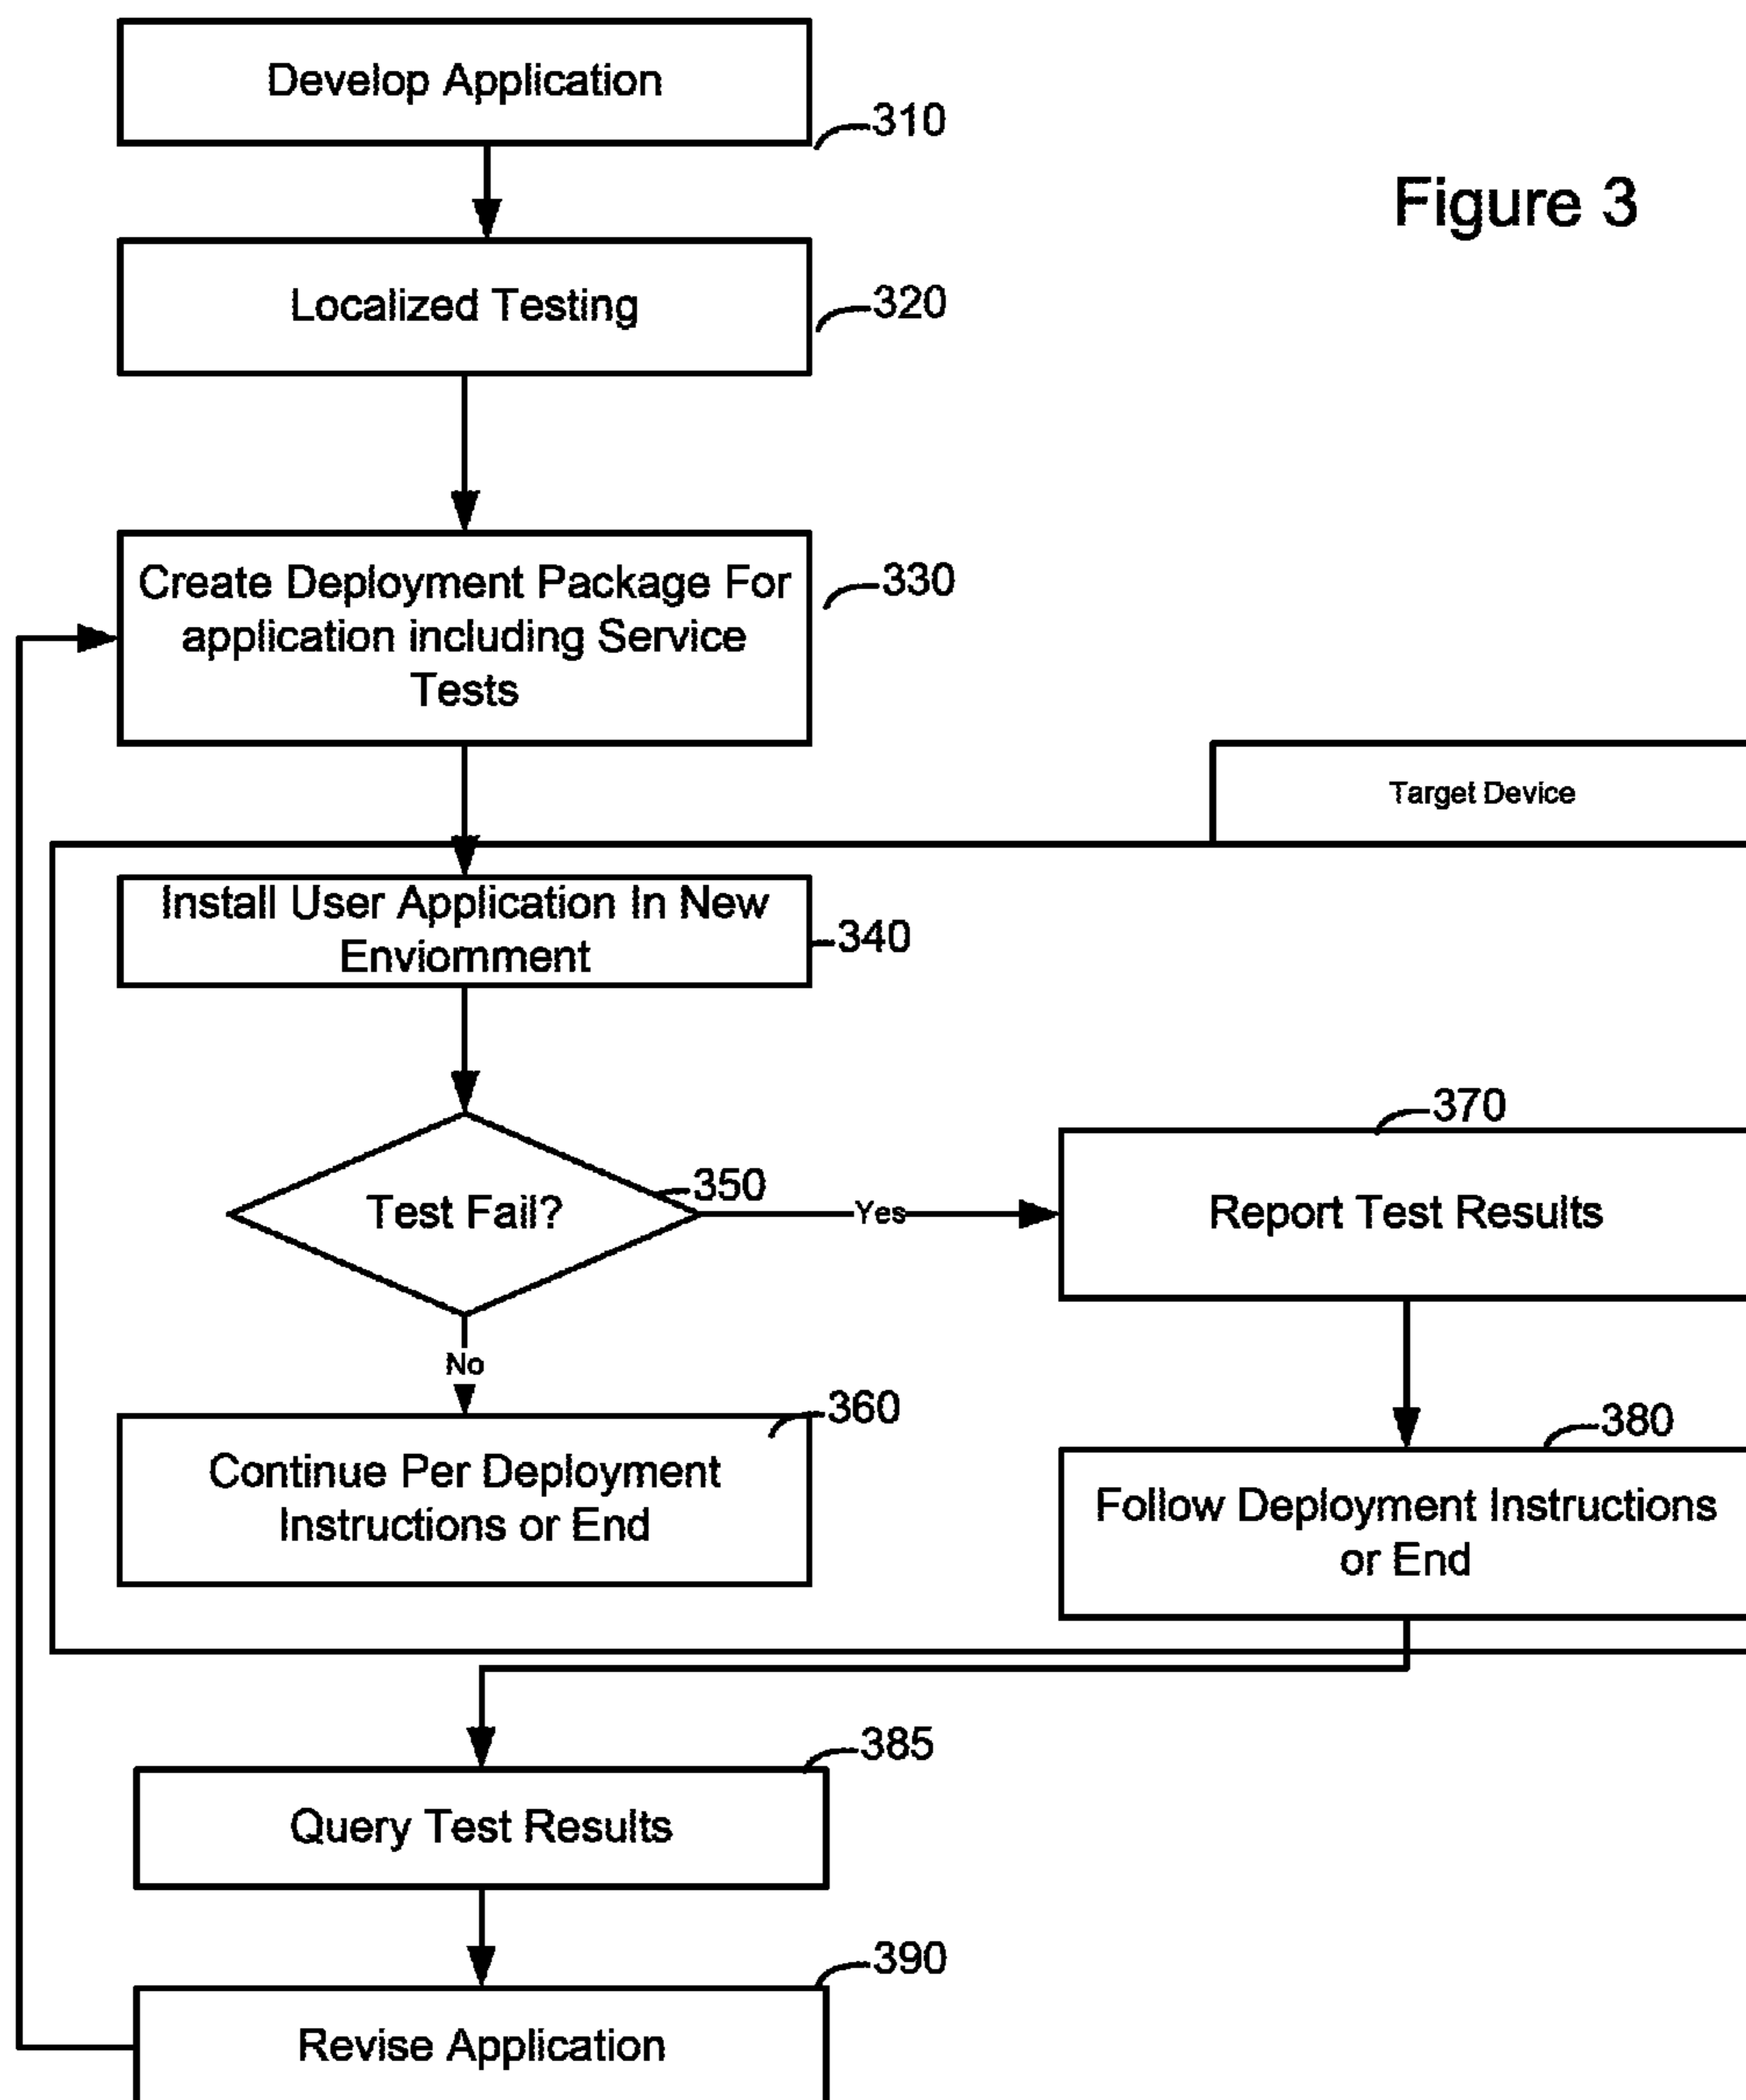 Develop Application
310
Figure 3
Localized Testing
320
Create Deployment Package For
application including Service
Tests
330
Target Device
Install User Application In New
Enviornment
340
Test Fail?
350
Yes
370
Report Test Results
No
360
Continue Per Deployment
Instructions or End
380
Follow Deployment Instructions
or End
385
Query Test Results
390
Revise Application